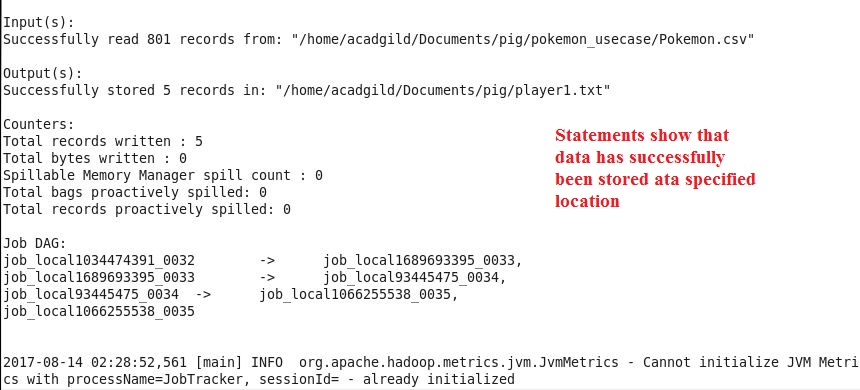 Input(s):
Successfully read 801 records from: "/home/acadgild/Documents/pig/pokemon_usecase/Pokemon.csv"
Output(s):
Successfully stored 5 records in: "/home/acadgild/Documents/pig/player1.txt"
Counters:
Total records written : 5
Total bytes written : 0
Spillable Memory Manager spill count : 0
Total bags proactively spilled: 0
Total records proactively spilled: 0
Statements show that
data has successfully
been stored ata specified
location
Job DAG:
job_local1034474391_0032 -> job_local1689693395_0033,
job_local1689693395_0033 -> job_local93445475_0034,
job_local93445475_0034 -> job_local1066255538_0035,
job_local1066255538_0035
2017-08-14 02:28:52,561 [main] INFO  org.apache.hadoop.metrics.jvm.JvmMetrics - Cannot initialize JVM Metri
cs with processName=JobTracker, sessionId= - already initialized